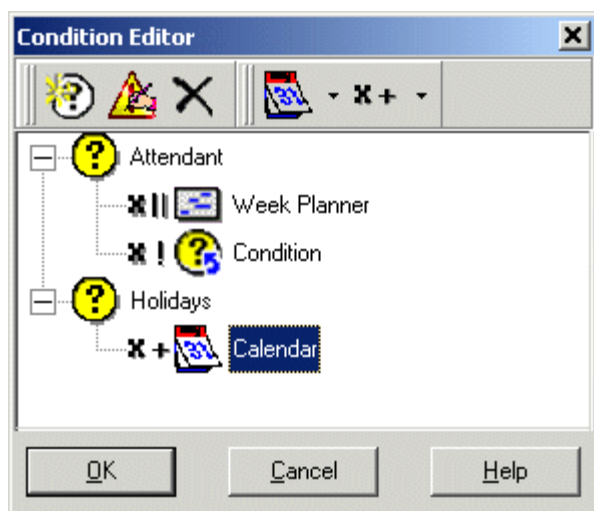 Condition Editor
Attendant
Week Planner
Condition
Holidays
Calendar
OK
Cancel
Help